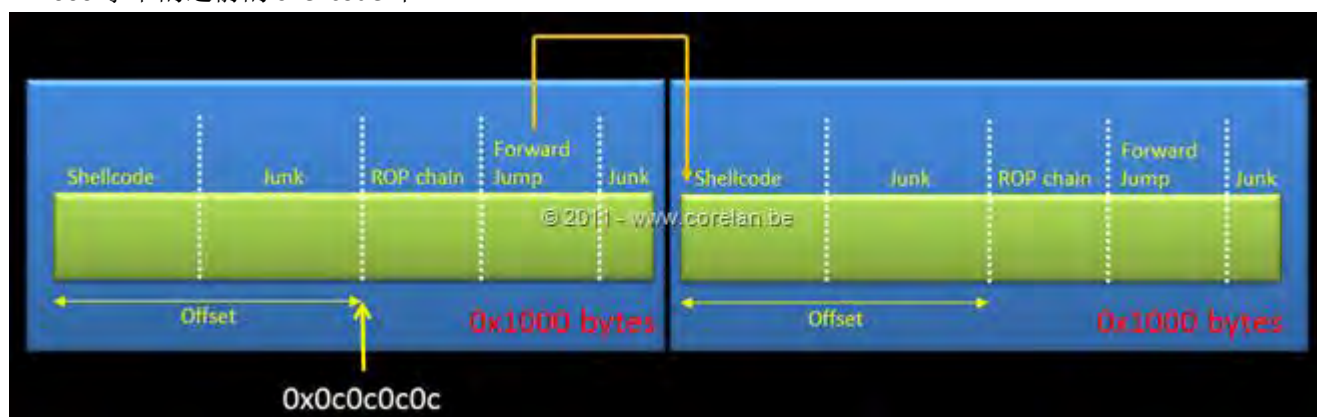 Forward
Shellcode Junk ROP chain Jump Junk
Forward
Shellcode Junk ROP chain Jump Junk
© 2011 - www.corelan.be
Offset
0x1000 bytes
Offset
0x1000 bytes
0x0c0c0c0c